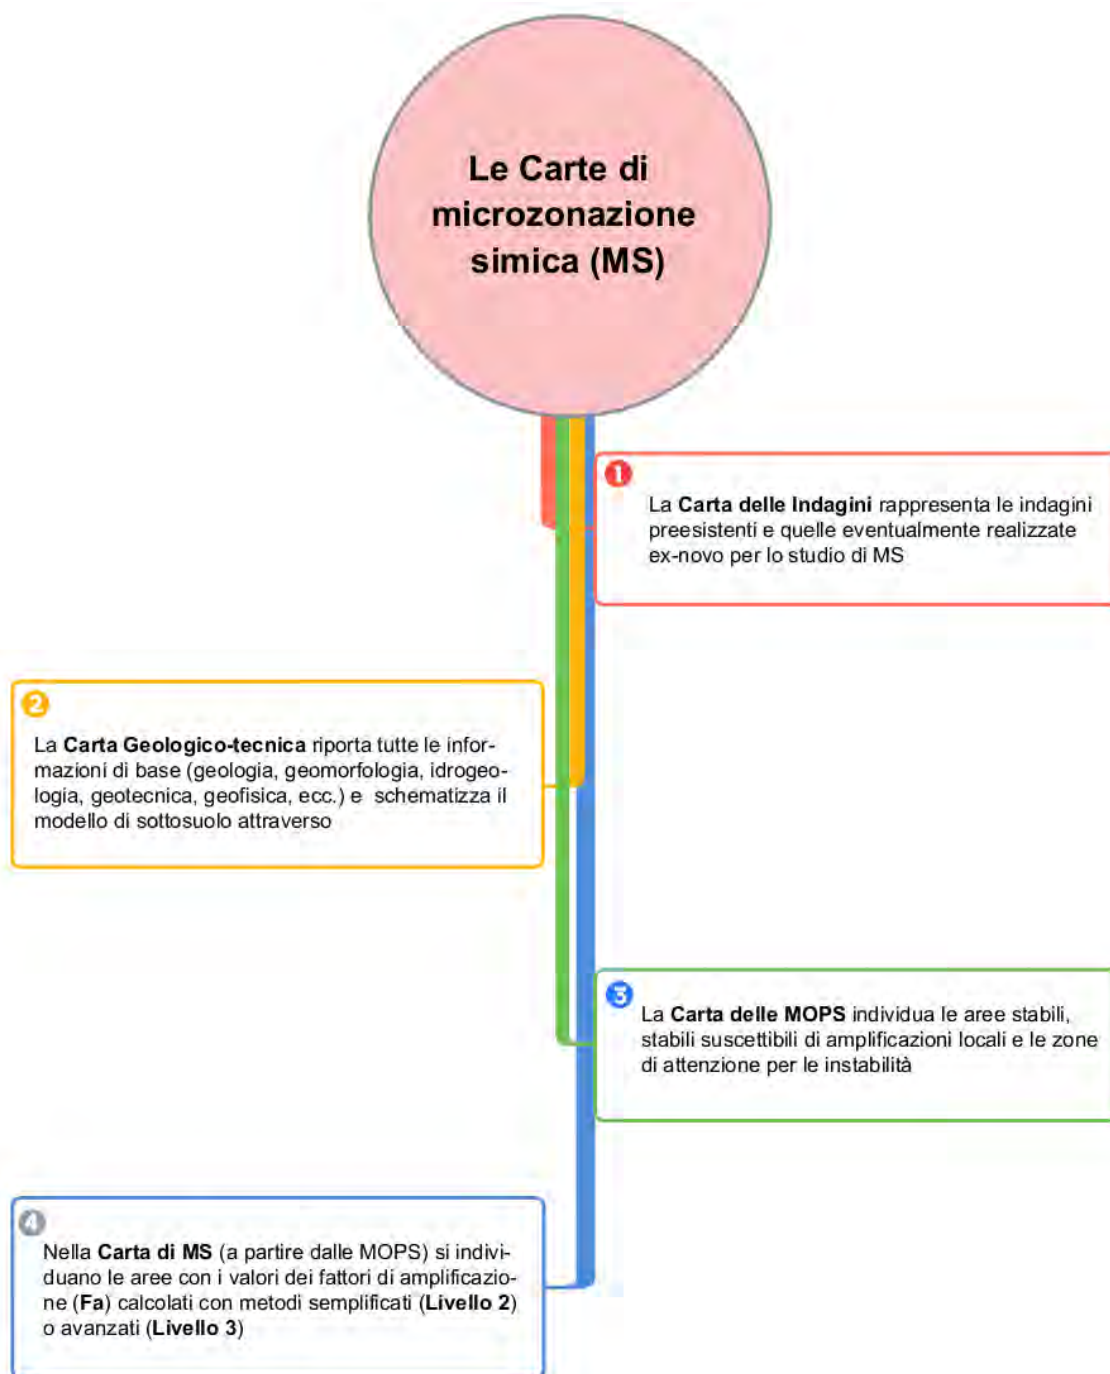 Le Carte di
microzonazione
simica (MS)
1
La Carta delle Indagini rappresenta le indagini
preesistenti e quelle eventualmente realizzate
ex-novo per lo studio di MS
2
La Carta Geologico-tecnica riporta tutte le infor-
mazioni di base (geologia, geomorfologia, idrogeo-
logia, geotecnica, geofisica, ecc.) e schematizza il
modello di sottosuolo attraverso
3
La Carta delle MOPS individua le aree stabili,
stabili suscettibili di amplificazioni locali e le zone
di attenzione per le instabilità
4
Nella Carta di MS (a partire dalle MOPS) si indivi-
duano le aree con i valori dei fattori di amplificazio-
ne (Fa) calcolati con metodi semplificati (Livello 2)
o avanzati (Livello 3)